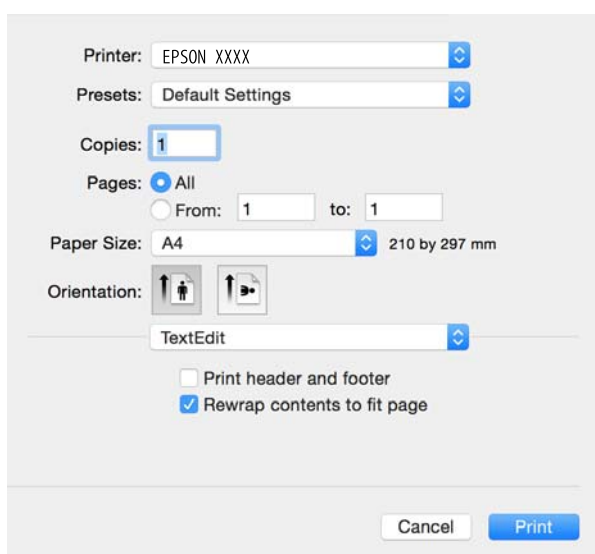 Printer: EPSON XXXX
Presets: Default Settings
Copies: 1
Pages: All
From: 1 to: 1
Paper Size: A4 210 by 297 mm
Orientation:
TextEdit
Print header and footer
Rewrap contents to fit page
Cancel Print